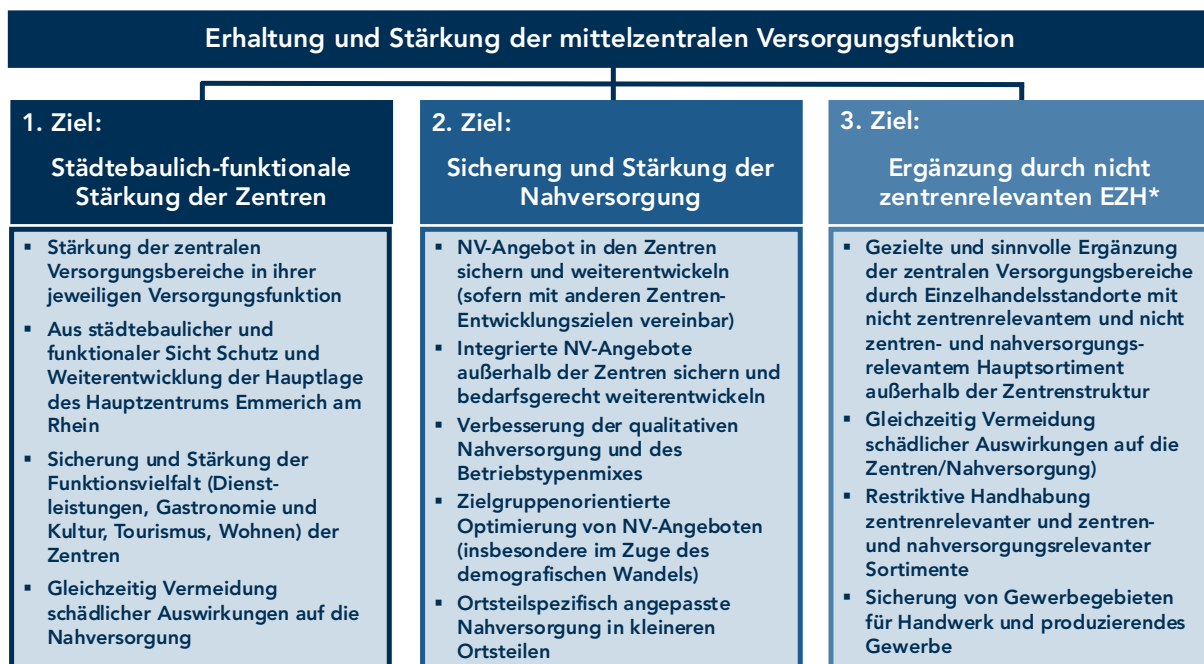 Erhaltung und Stärkung der mittelzentralen Versorgungsfunktion
1. Ziel:
Städtebaulich-funktionale
Stärkung der Zentren
▪ Stärkung der zentralen
Versorgungsbereiche in ihrer
jeweiligen Versorgungsfunktion
▪ Aus städtebaulicher und
funktionaler Sicht Schutz und
Weiterentwicklung der Hauptlage
des Hauptzentrums Emmerich am
Rhein
▪ Sicherung und Stärkung der
Funktionsvielfalt (Dienst-
leistungen, Gastronomie und
Kultur, Tourismus, Wohnen) der
Zentren
▪ Gleichzeitig Vermeidung
schädlicher Auswirkungen auf die
Nahversorgung
2. Ziel:
Sicherung und Stärkung der
Nahversorgung
▪ NV-Angebot in den Zentren
sichern und weiterentwickeln
(sofern mit anderen Zentren-
Entwicklungszielen vereinbar)
▪ Integrierte NV-Angebote
außerhalb der Zentren sichern und
bedarfsgerecht weiterentwickeln
▪ Verbesserung der qualitativen
Nahversorgung und des
Betriebstypenmixes
▪ Zielgruppenorientierte
Optimierung von NV-Angeboten
(insbesondere im Zuge des
demografischen Wandels)
▪ Ortsteilspezifisch angepasste
Nahversorgung in kleineren
Ortsteilen
3. Ziel:
Ergänzung durch nicht
zentrenrelevanten EZH*
▪ Gezielte und sinnvolle Ergänzung
der zentralen Versorgungsbereiche
durch Einzelhandelsstandorte mit
nicht zentrenrelevantem und nicht
zentren- und nahversorgungs-
relevantem Hauptsortiment
außerhalb der Zentrenstruktur
▪ Gleichzeitig Vermeidung
schädlicher Auswirkungen auf die
Zentren/Nahversorgung)
▪ Restriktive Handhabung
zentrenrelevanter und zentren-
und nahversorgungsrelevanter
Sortimente
▪ Sicherung von Gewerbegebieten
für Handwerk und produzierendes
Gewerbe